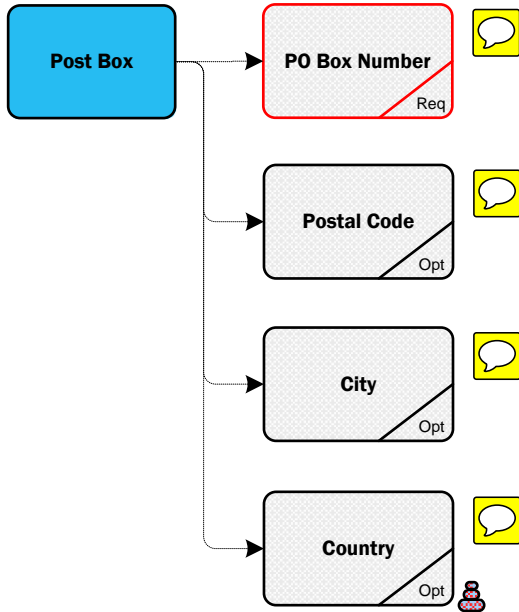 Post Box
PO Box Number
Req
Postal Code
Opt
City
Opt
Country
Opt